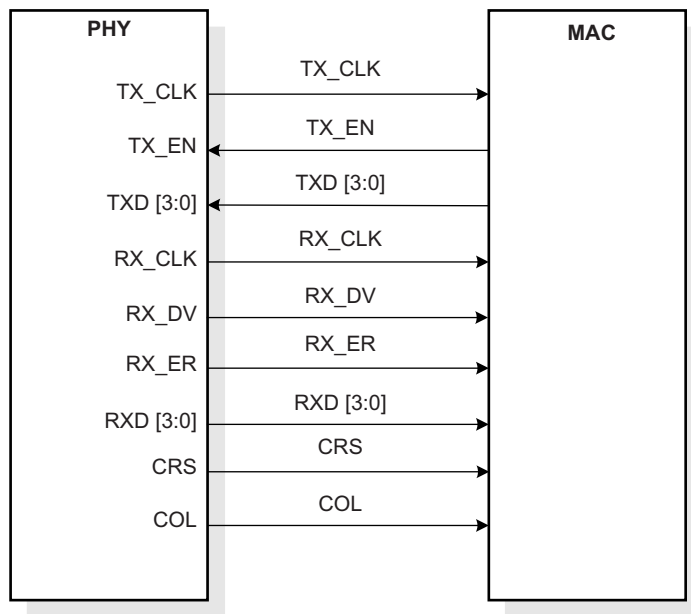 PHY
MAC
TX_CLK
TX_CLK
TX_EN
TX_EN
TXD [3:0]
TXD [3:0]
RX_CLK
RX_CLK
RX_DV
RX_DV
RX_ER
RX_ER
RXD [3:0]
RXD [3:0]
CRS
CRS
COL
COL